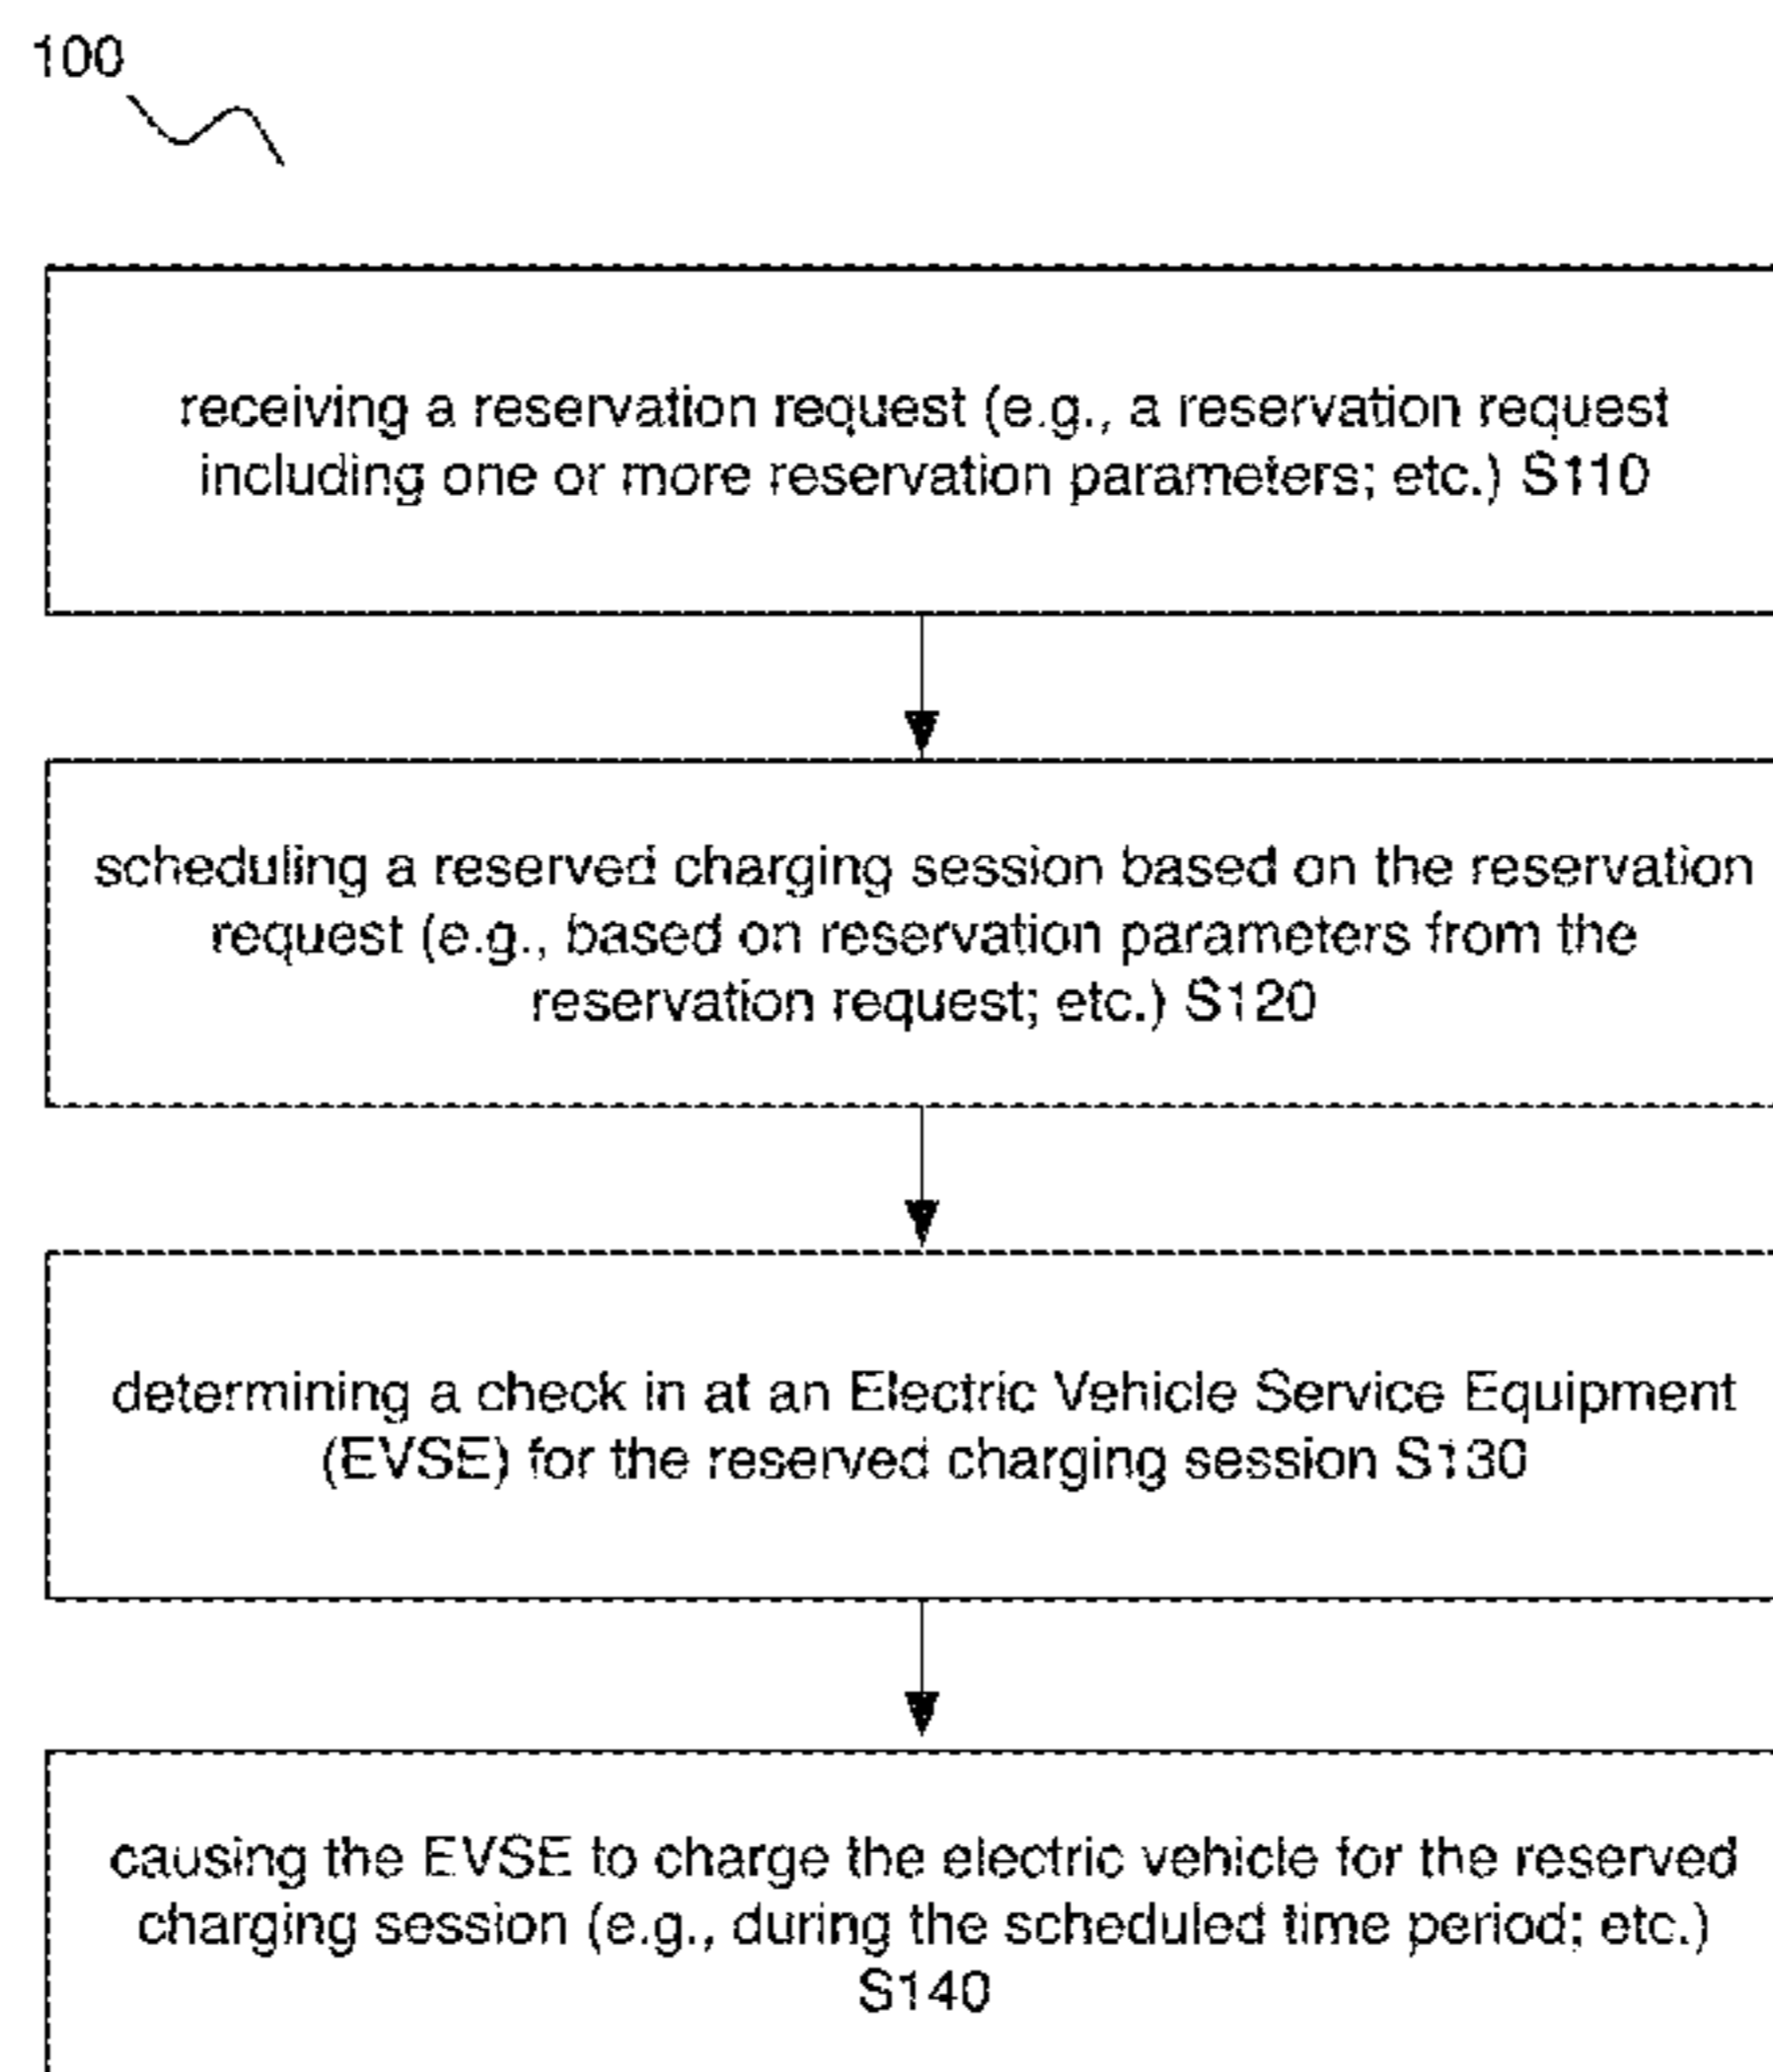 100
receiving a reservation request (e.g., a reservation request
including one or more reservation parameters; etc.) S110
scheduling a reserved charging session based on the reservation
request (e.g., based on reservation parameters from the
reservation request; etc.) S120
determining a check in at an Electric Vehicle Service Equipment
(EVSE) for the reserved charging session S130
causing the EVSE to charge the electric vehicle for the reserved
charging session (e.g., during the scheduled time period; etc.)
S140